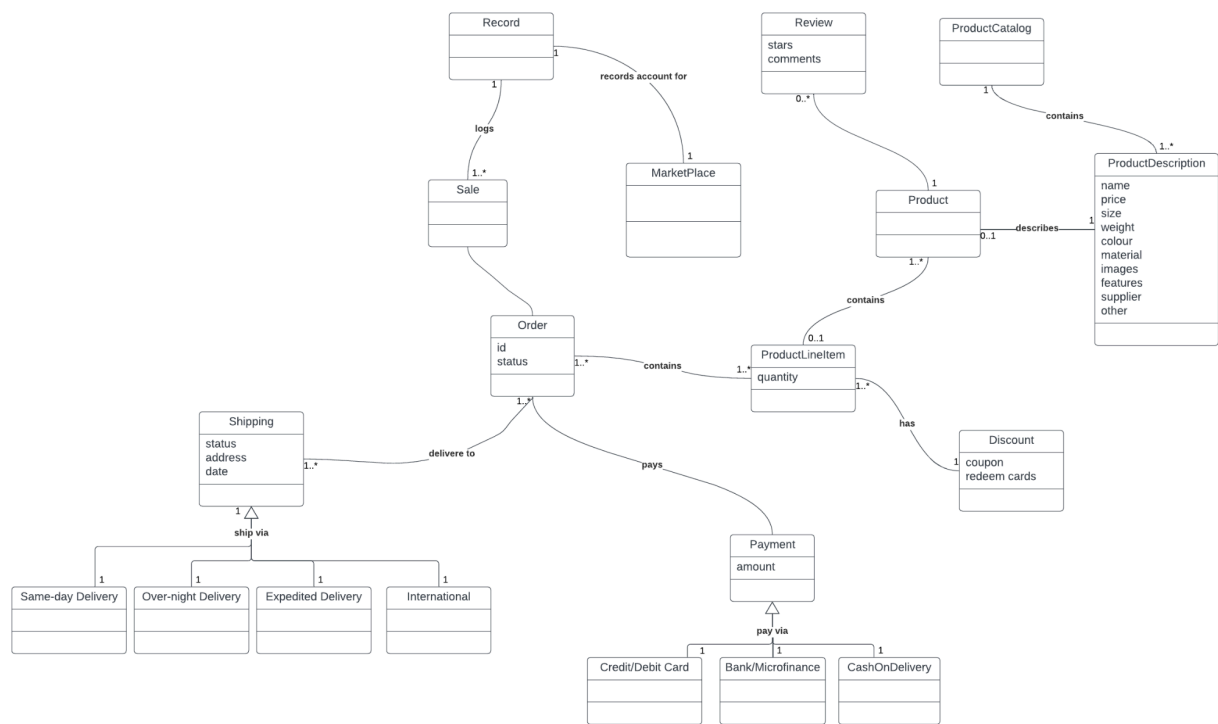 Record
1
1
records account for
logs
1
1..*
MarketPlace
Sale
Review
stars
comments
0..*
1
Product
0..1
describes
1
1..*
contains
0..1
ProductCatalog
1
contains
1..*
ProductDescription
name
price
size
weight
colour
material
images
features
supplier
other
Order
id
status
1..*
contains
1..*
ProductLineItem
quantity
1..*
has
1
Discount
coupon
redeem cards
1..*
Shipping
status
address
date
1..*
delivere to
pays
1
ship via
1
1
1
1
Same-day Delivery
Over-night Delivery
Expedited Delivery
International
Payment
amount
pay via
1
1
1
Credit/Debit Card
Bank/Microfinance
CashOnDelivery